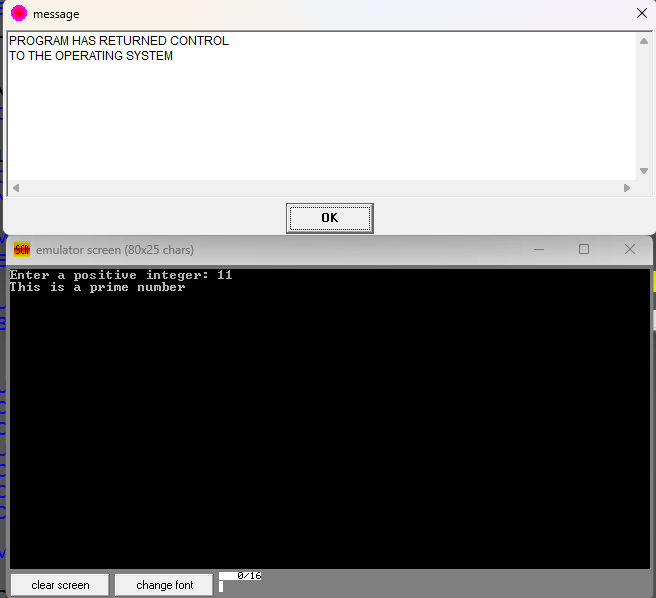 message
PROGRAM HAS RETURNED CONTROL
TO THE OPERATING SYSTEM
OK
SCR emulator screen (80x25 chars)
Enter a positive integer: 11
This is a prime number
clear screen
change font
0/16